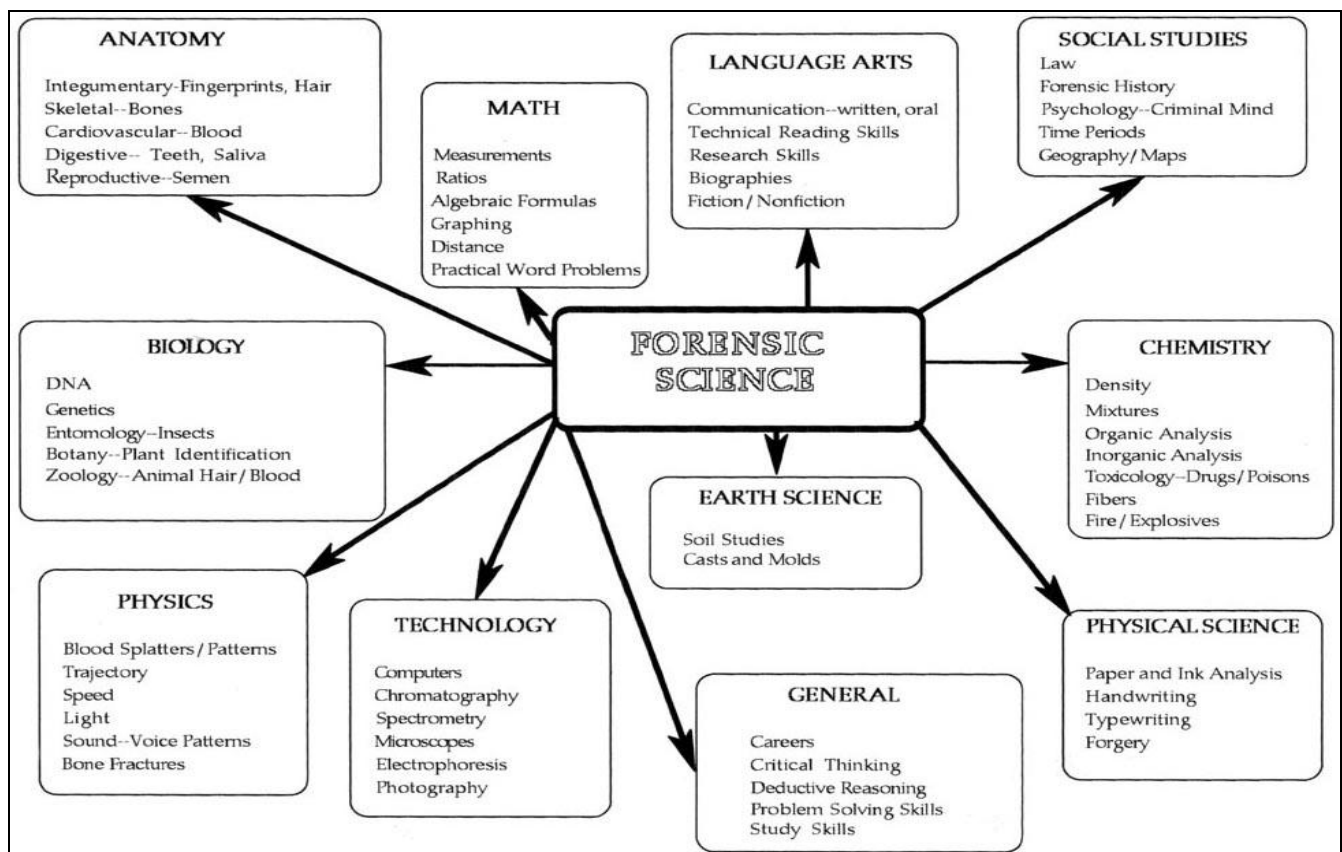 ANATOMY
Integumentary-Fingerprints, Hair
Skeletal--Bones
Cardiovascular--Blood
Digestive-- Teeth, Saliva
Reproductive--Semen
MATH
Measurements
Ratios
Algebraic Formulas
Graphing
Distance
Practical Word Problems
LANGUAGE ARTS
Communication--written, oral
Technical Reading Skills
Research Skills
Biographies
Fiction/Nonfiction
SOCIAL STUDIES
Law
Forensic History
Psychology--Criminal Mind
Time Periods
Geography/Maps
FORENSIC
SCIENCE
BIOLOGY
DNA
Genetics
Entomology--Insects
Botany--Plant Identification
Zoology--Animal Hair/Blood
CHEMISTRY
Density
Mixtures
Organic Analysis
Inorganic Analysis
Toxicology--Drugs/Poisons
Fibers
Fire/Explosives
EARTH SCIENCE
Soil Studies
Casts and Molds
PHYSICS
Blood Splatters/Patterns
Trajectory
Speed
Light
Sound--Voice Patterns
Bone Fractures
TECHNOLOGY
Computers
Chromatography
Spectrometry
Microscopes
Electrophoresis
Photography
GENERAL
Careers
Critical Thinking
Deductive Reasoning
Problem Solving Skills
Study Skills
PHYSICAL SCIENCE
Paper and Ink Analysis
Handwriting
Typewriting
Forgery